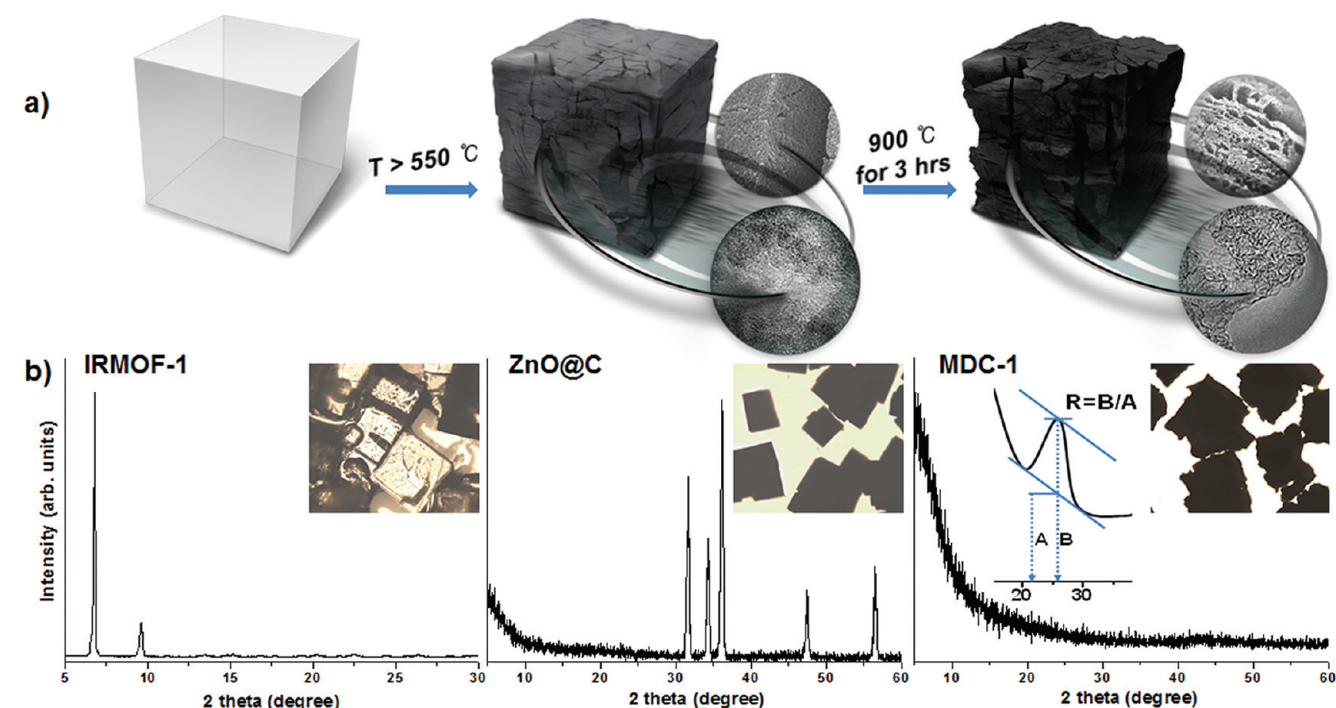 a)
T > 550 ℃
900 ℃
for 3 hrs
b)
IRMOF-1
ZnO@C
MDC-1
R=B/A
A
B
20
30
Intensity (arb. units)
5
10
15
20
25
30
10
20
30
40
50
60
10
20
30
40
50
60
2 theta (degree)
2 theta (degree)
2 theta (degree)